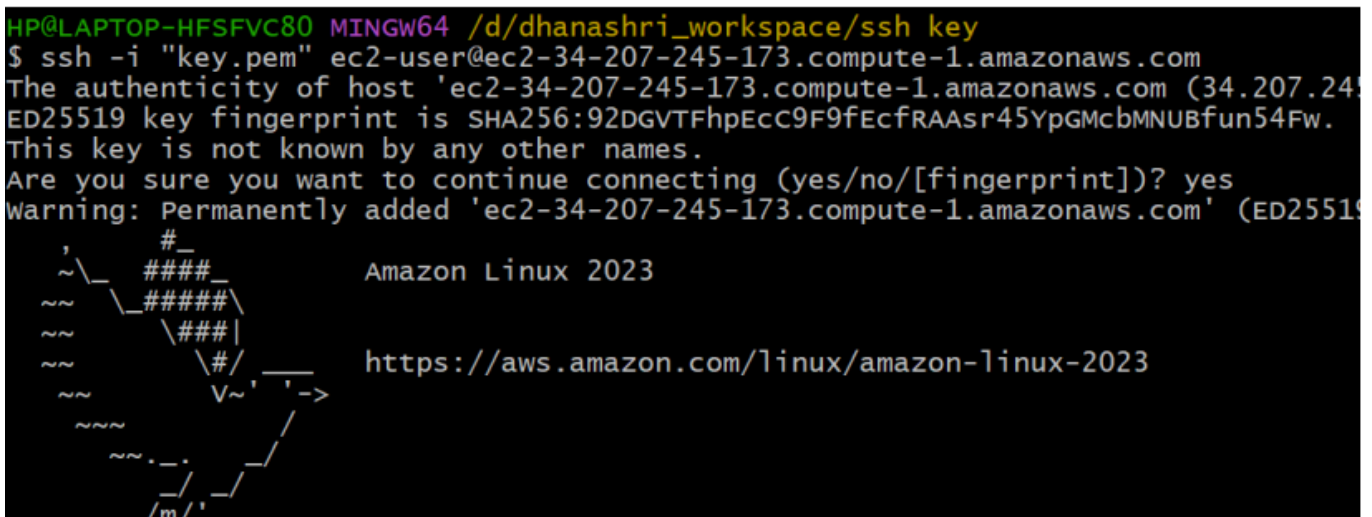 HP@LAPTOP-HFSFVC80 MINGW64 /d/dhanashri_workspace/ssh key
$ ssh -i "key.pem" ec2-user@ec2-34-207-245-173.compute-1.amazonaws.com
The authenticity of host 'ec2-34-207-245-173.compute-1.amazonaws.com (34.207.245
ED25519 key fingerprint is SHA256:92DGVTFhpEcC9F9fEcfRAAsr45YpGMcbMNUBfun54Fw.
This key is not known by any other names.
Are you sure you want to continue connecting (yes/no/[fingerprint])? yes
Warning: Permanently added 'ec2-34-207-245-173.compute-1.amazonaws.com' (ED25519
   ,     #_
   ~\_  ####_        Amazon Linux 2023
  ~~  \_#####\
  ~~     \###|
  ~~       \#/ ___   https://aws.amazon.com/linux/amazon-linux-2023
   ~~       V~' '->
    ~~~         /
      ~~._.   _/
         _/ _/
       _/m/'